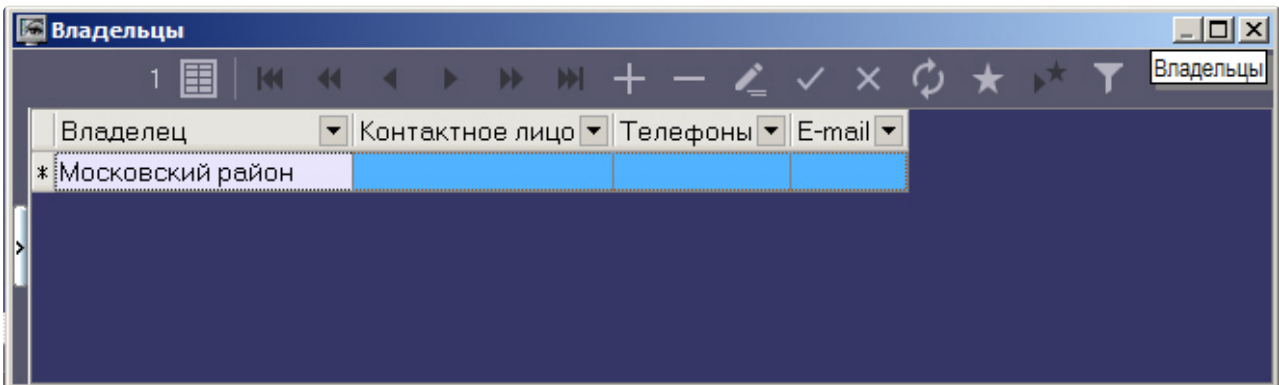 Владельцы
1
Владельцы
Владелец Контактное лицо Телефоны E-mail
* Московский район